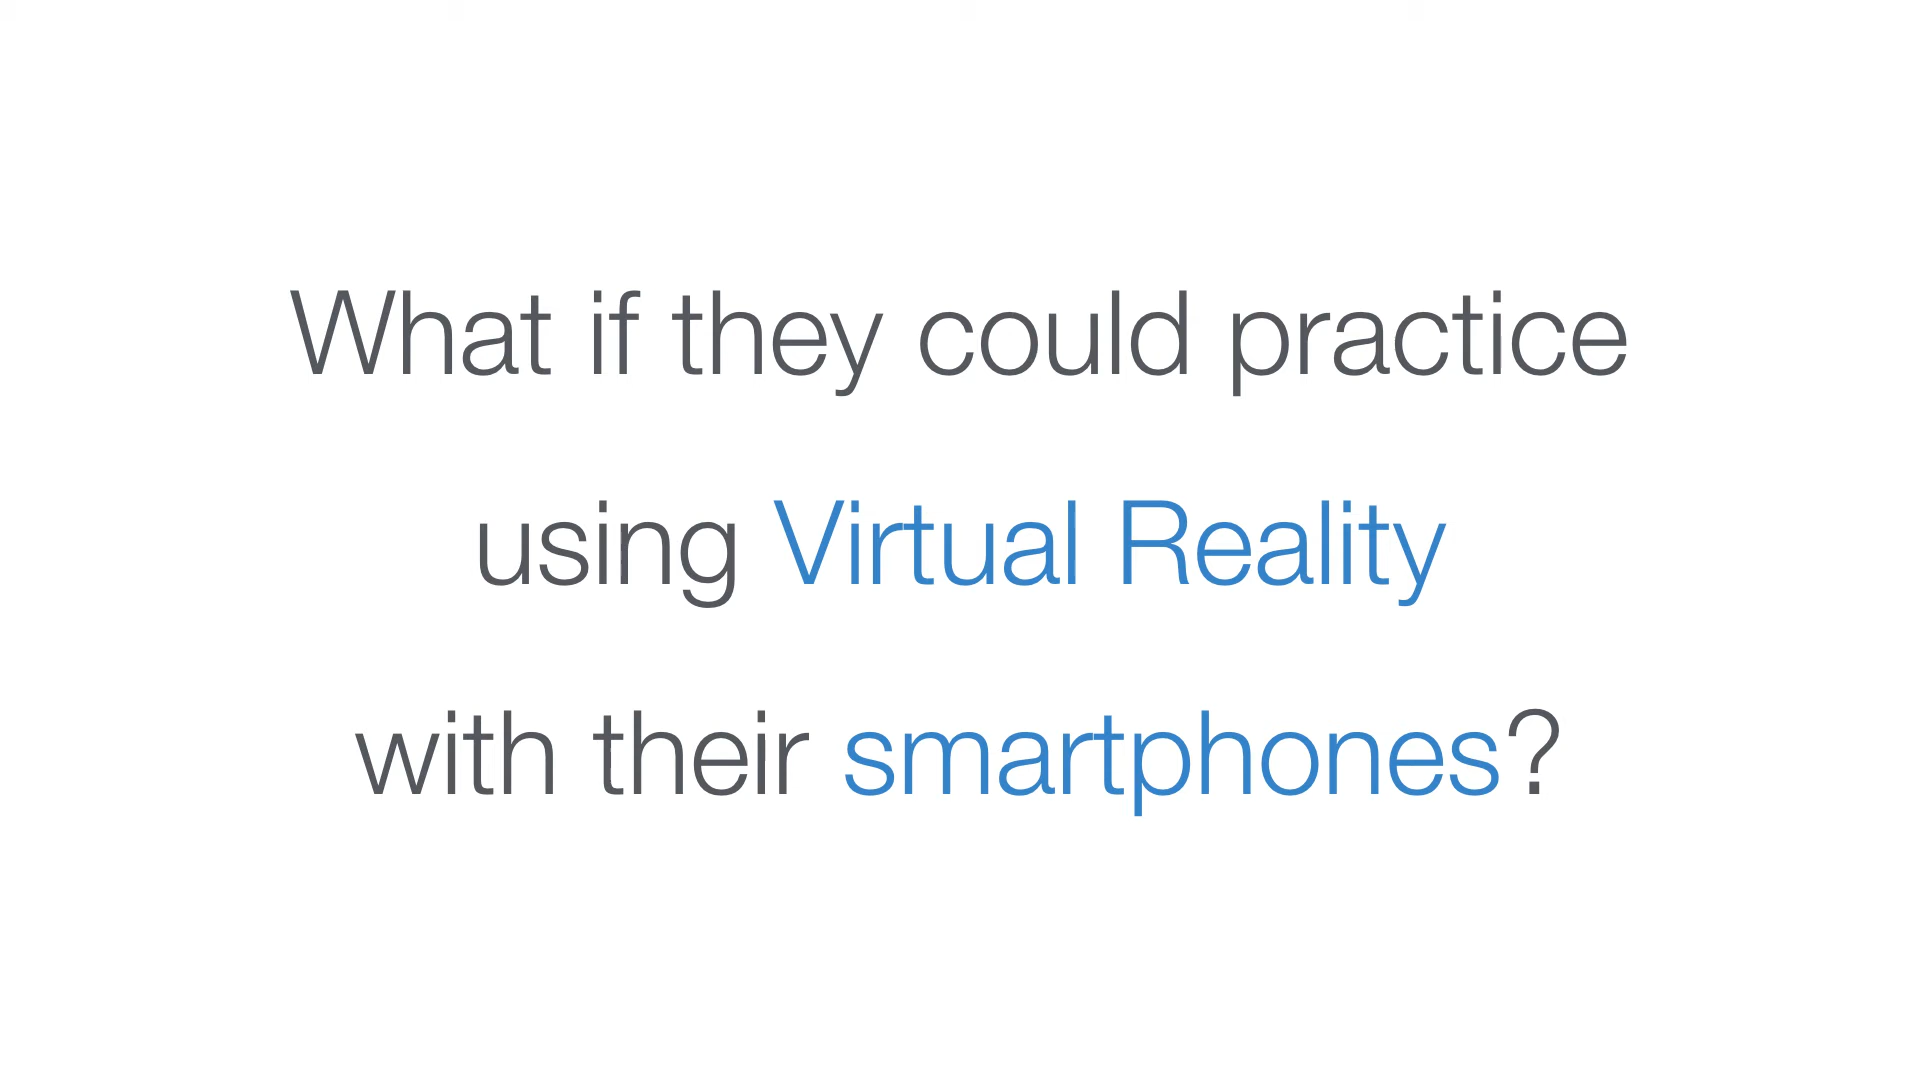 What if they could practice
using Virtual Reality
with their smartphones?